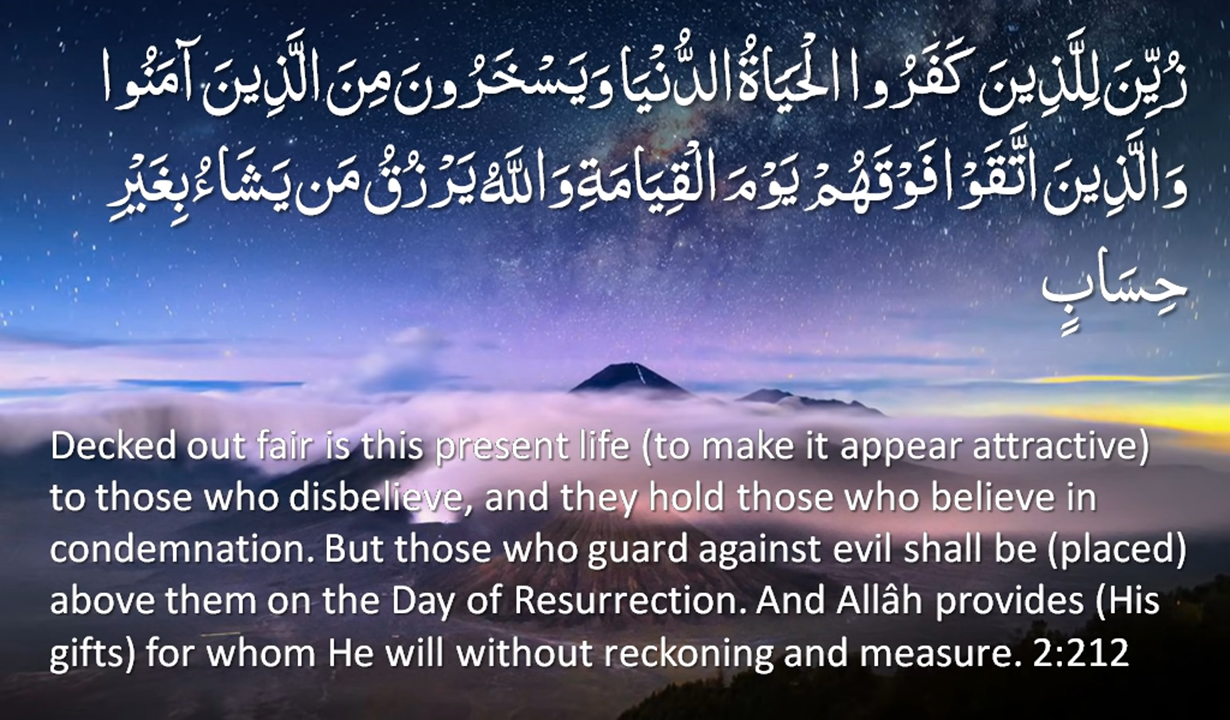 زُيِّنَ لِلَّذِينَ كَفَرُوا الْحَيَاةُ الدُّنْيَا وَيَسْخَرُونَ مِنَ الَّذِينَ آمَنُوا
وَالَّذِينَ اتَّقَوْا فَوْقَهُمْ يَوْمَ الْقِيَامَةِ وَاللَّهُ يَرْزُقُ مَن يَشَاءُ بِغَيْرِ
حِسَابٍ
Decked out fair is this present life (to make it appear attractive)
to those who disbelieve, and they hold those who believe in
condemnation. But those who guard against evil shall be (placed)
above them on the Day of Resurrection. And Allâh provides (His
gifts) for whom He will without reckoning and measure. 2:212